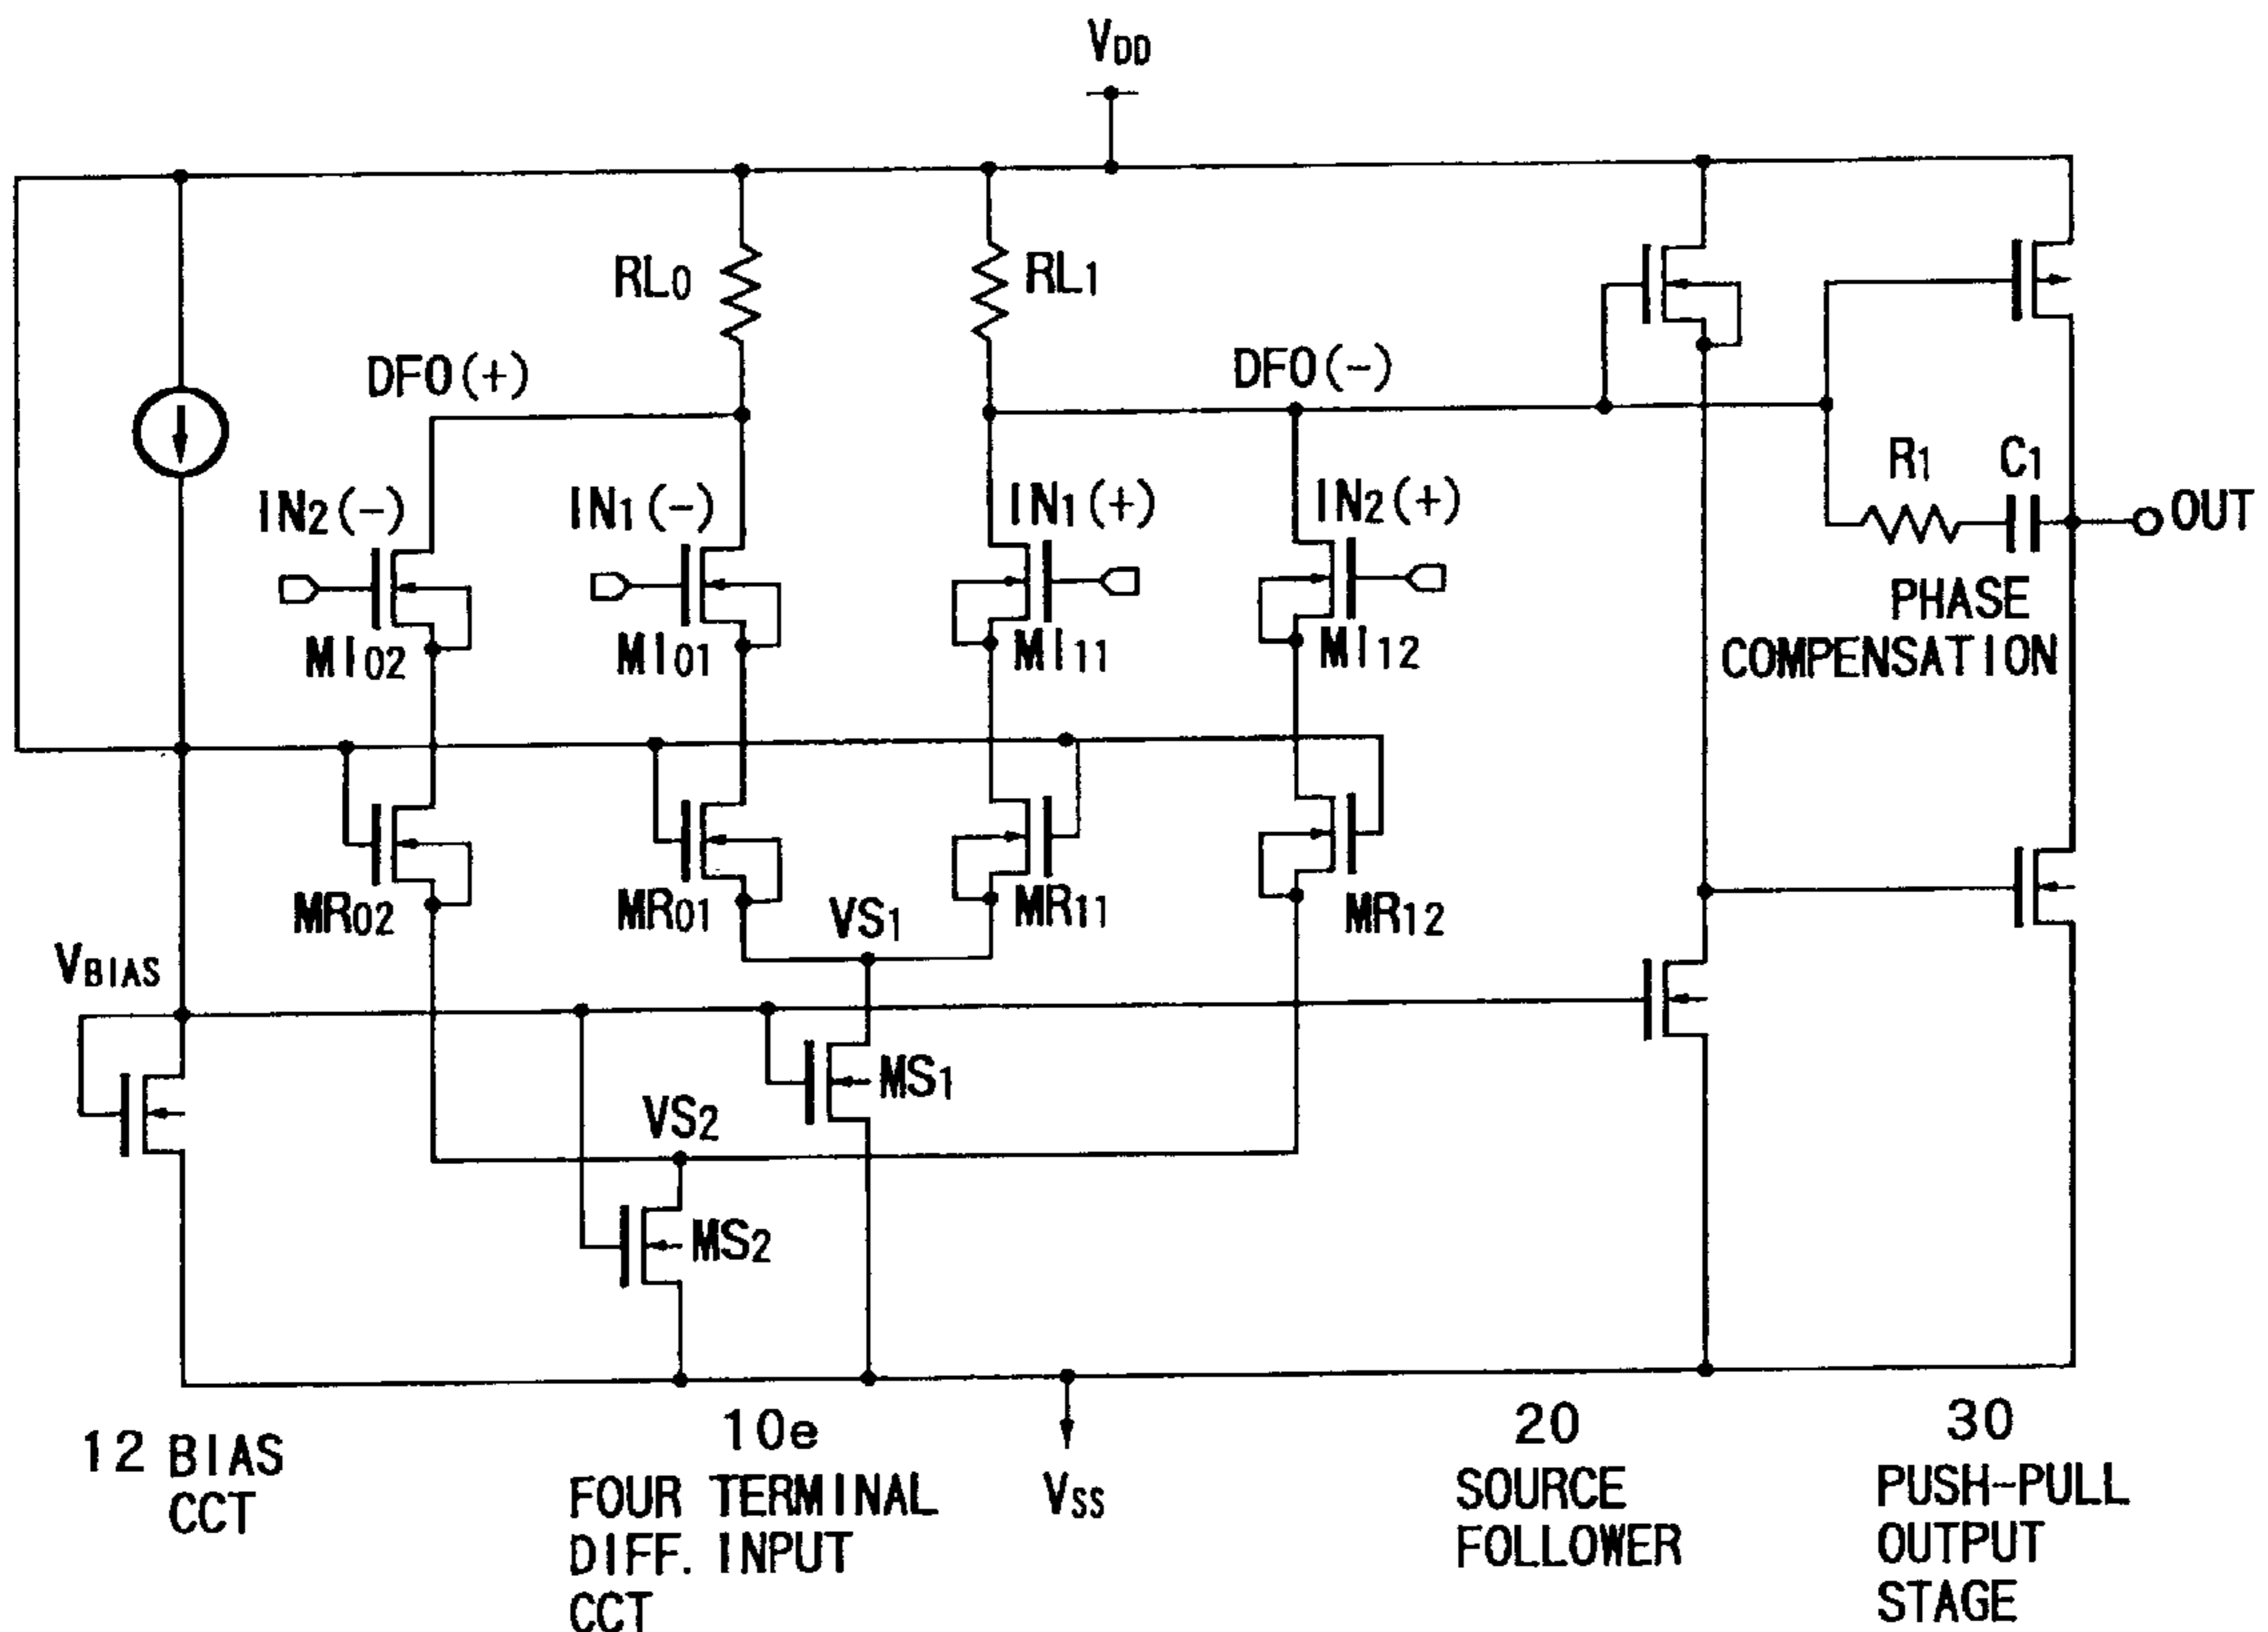 VDD
RL0
RL1
DFO(+)
DFO(-)
R1
C1
IN2(-)
IN1(-)
IN1(+)
IN2(+)
OUT
PHASE
COMPENSATION
MI02
MI01
MI11
MI12
MR02
MR01
VS1
MR11
MR12
VBIAS
MS1
VS2
MS2
12 BIAS
CCT
10e
FOUR TERMINAL
DIFF. INPUT
CCT
VSS
20
SOURCE
FOLLOWER
30
PUSH-PULL
OUTPUT
STAGE